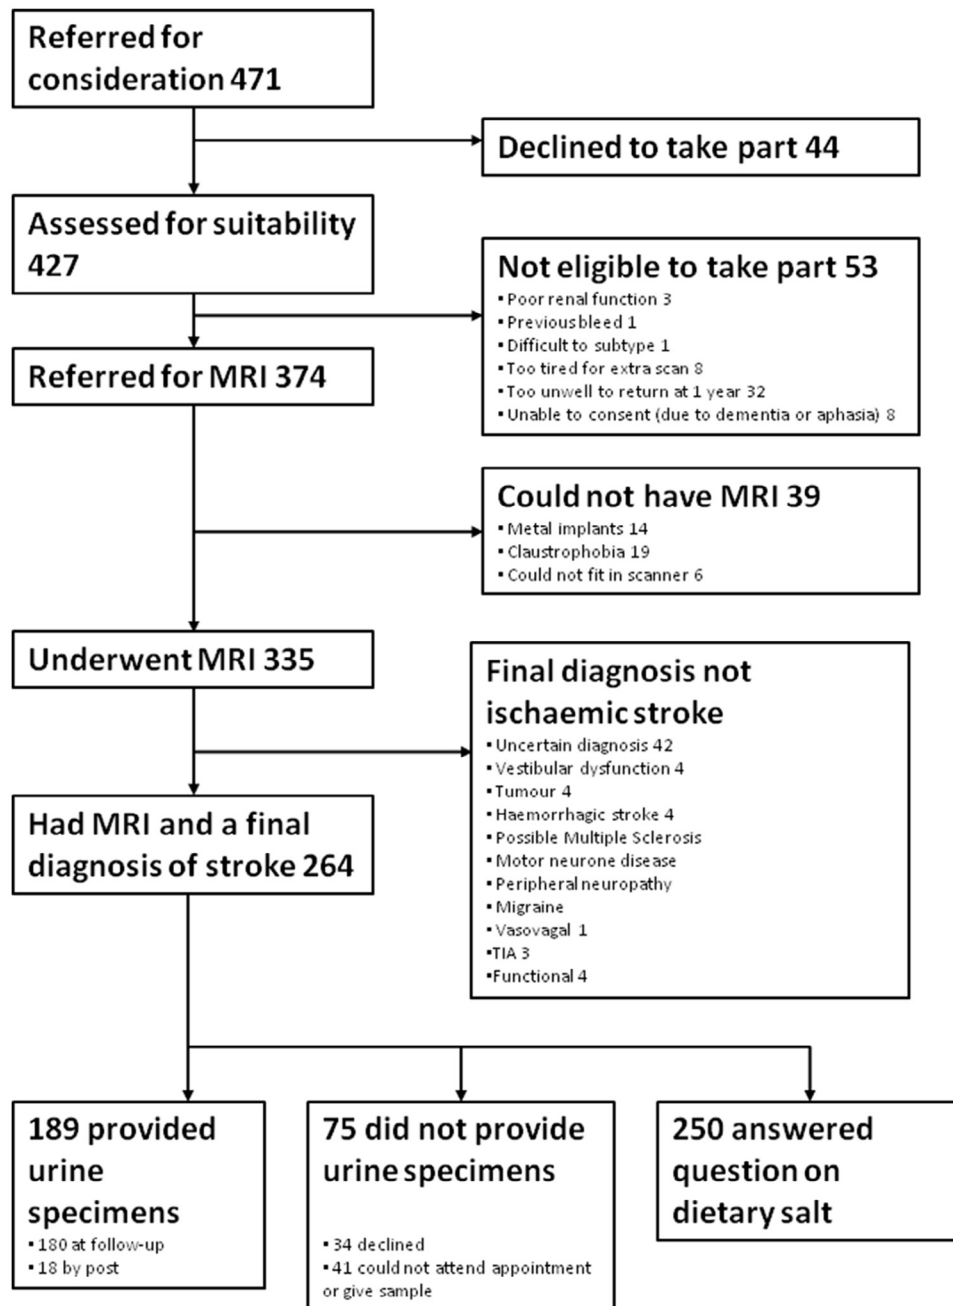 Referred for
consideration 471
Declined to take part 44
Assessed for suitability
427
Not eligible to take part 53
▪ Poor renal function 3
▪ Previous bleed 1
▪ Difficult to subtype 1
▪ Too tired for extra scan 8
▪ Too unwell to return at 1 year 32
▪ Unable to consent (due to dementia or aphasia) 8
Referred for MRI 374
Could not have MRI 39
▪ Metal implants 14
▪ Claustrophobia 19
▪ Could not fit in scanner 6
Underwent MRI 335
Final diagnosis not
ischaemic stroke
▪ Uncertain diagnosis 42
▪ Vestibular dysfunction 4
▪ Tumour 4
▪ Haemorrhagic stroke 4
▪ Possible Multiple Sclerosis
▪ Motor neurone disease
▪ Peripheral neuropathy
▪ Migraine
▪ Vasovagal 1
▪TIA 3
▪Functional 4
Had MRI and a final
diagnosis of stroke 264
189 provided
urine
specimens
▪ 180 at follow-up
▪ 18 by post
75 did not provide
urine specimens
▪ 34 declined
▪ 41 could not attend appointment
or give sample
250 answered
question on
dietary salt